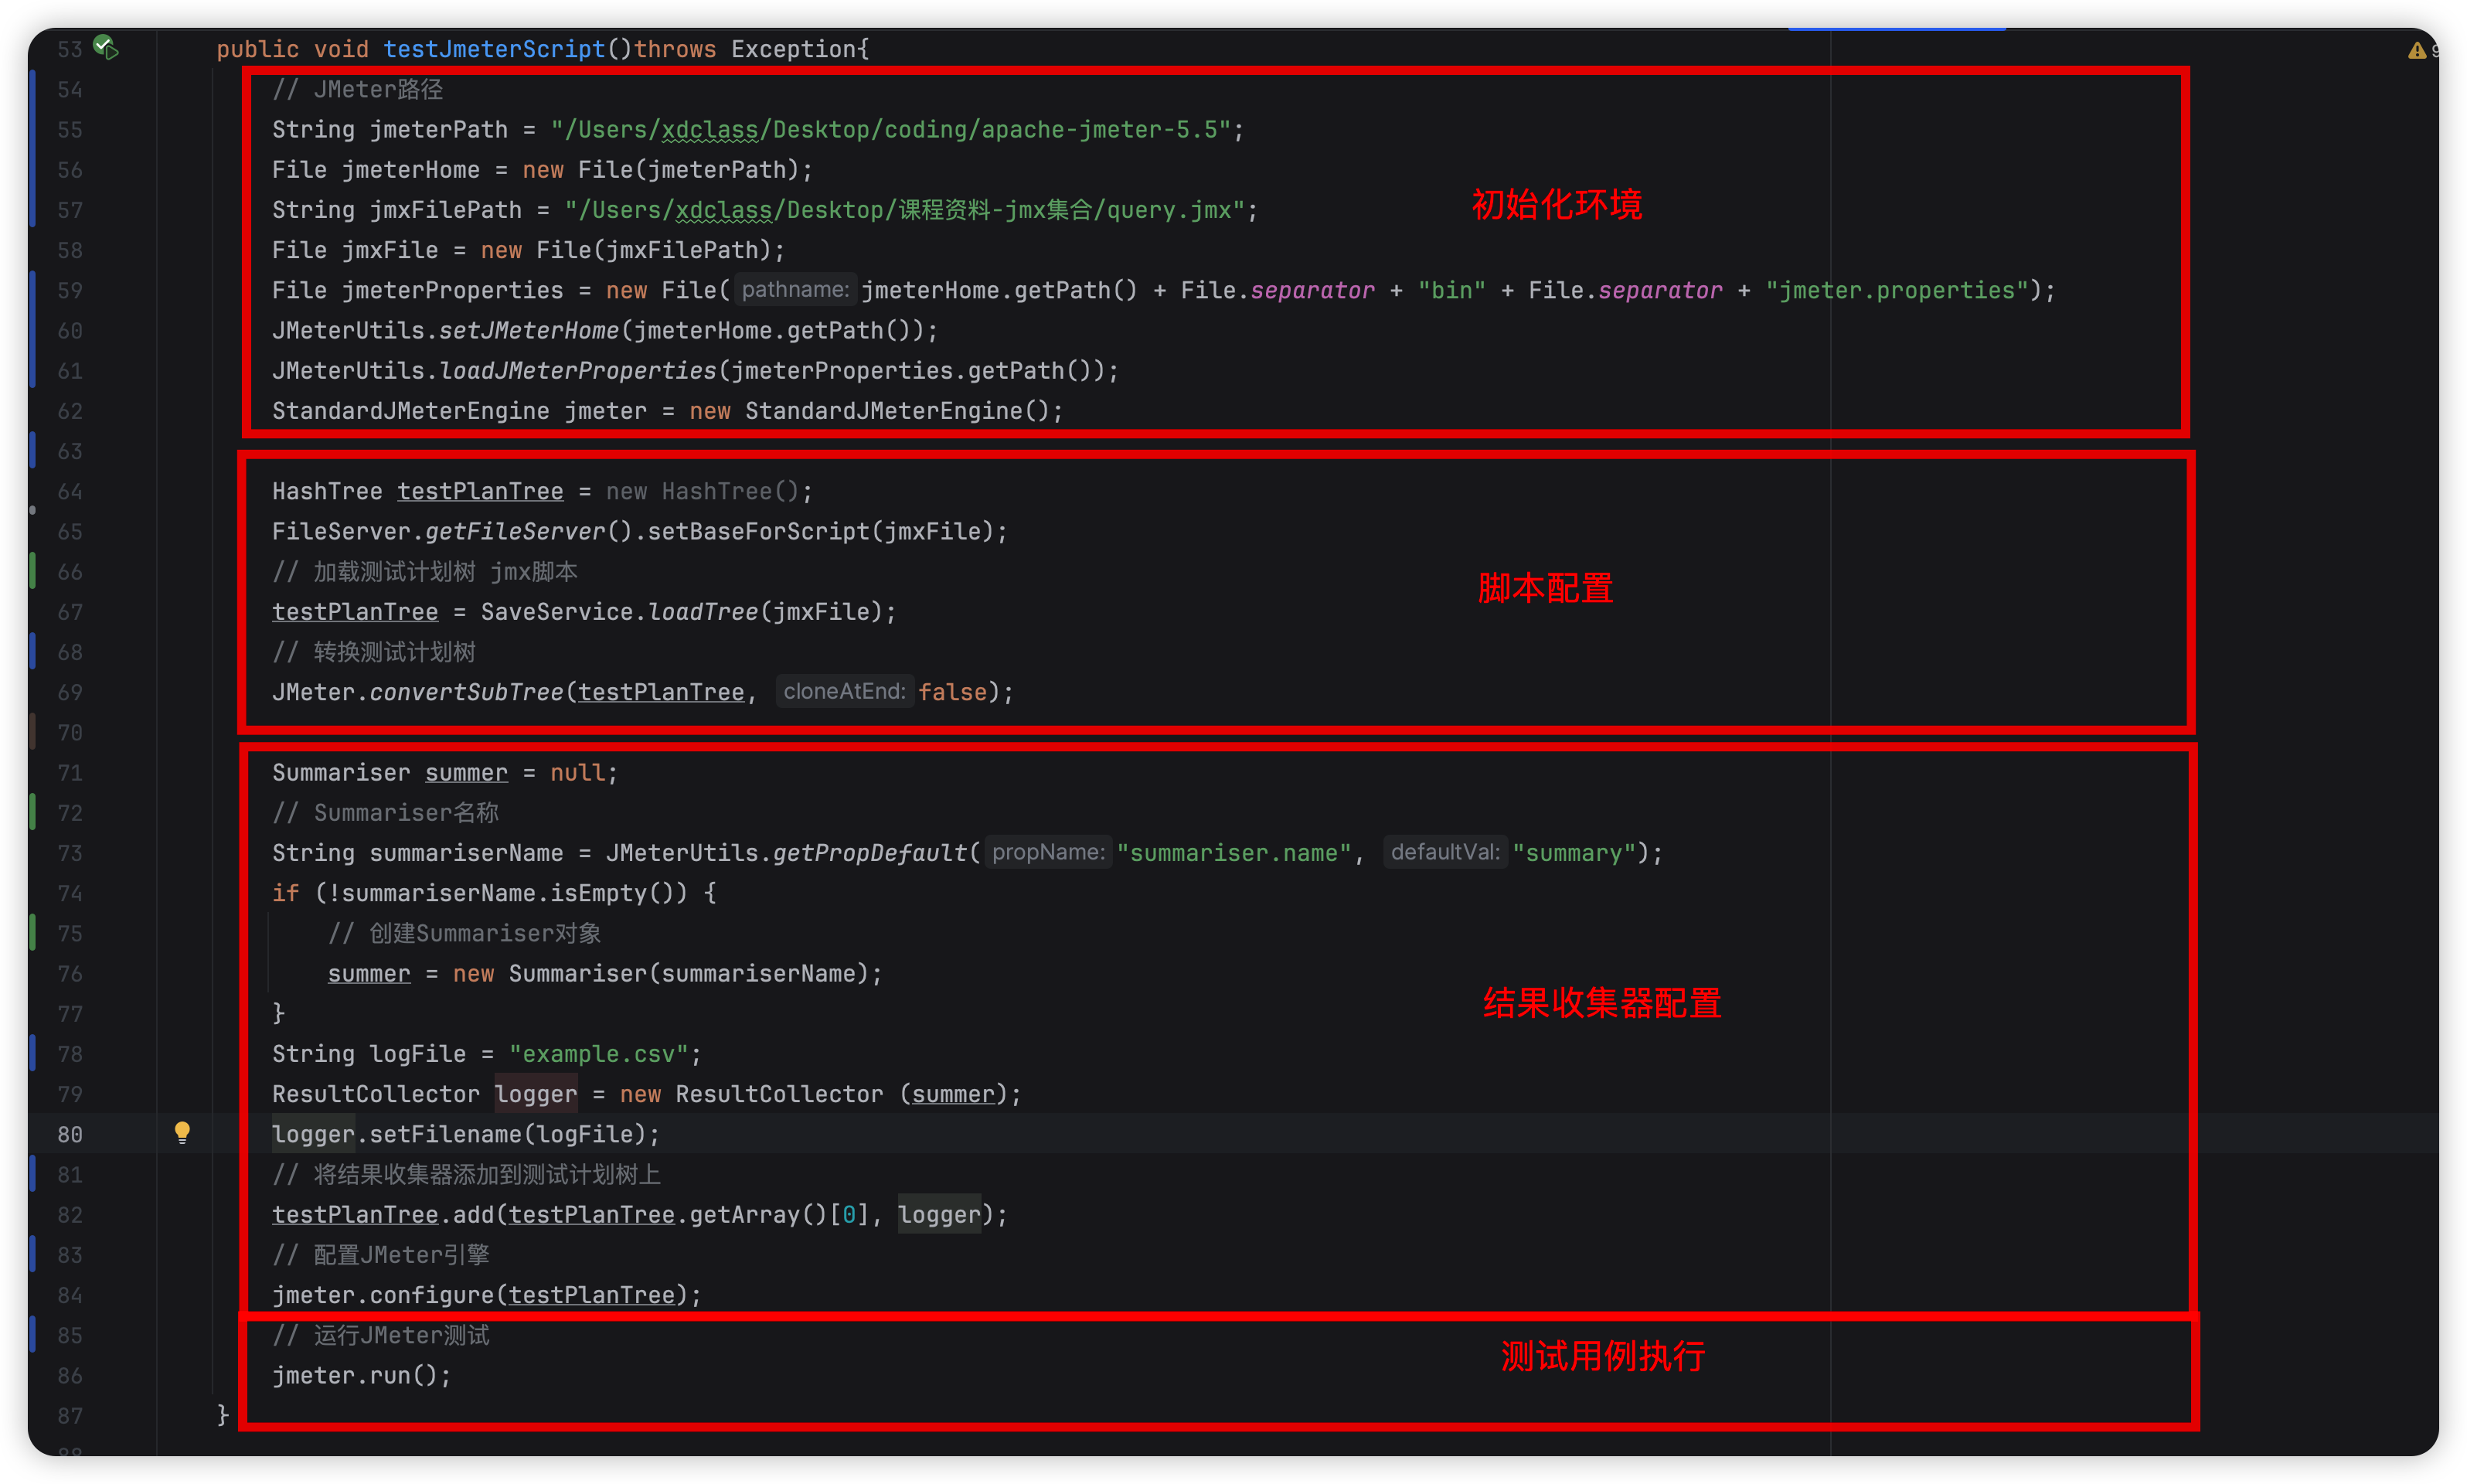 53 public void testJmeterScript()throws Exception{
54 // JMeter路径
55 String jmeterPath = "/Users/xdclass/Desktop/coding/apache-jmeter-5.5";
56 File jmeterHome = new File(jmeterPath);
57 String jmxFilePath = "/Users/xdclass/Desktop/课程资料-jmx集合/query.jmx";
初始化环境
58 File jmxFile = new File(jmxFilePath);
59 File jmeterProperties = new File( pathname: jmeterHome.getPath() + File.separator + "bin" + File.separator + "jmeter.properties");
60 JMeterUtils.setJMeterHome(jmeterHome.getPath());
61 JMeterUtils.loadJMeterProperties(jmeterProperties.getPath());
62 StandardJMeterEngine jmeter = new StandardJMeterEngine();
63
64 HashTree testPlanTree = new HashTree();
65 FileServer.getFileServer().setBaseForScript(jmxFile);
66 // 加载测试计划树 jmx脚本
脚本配置
67 testPlanTree = SaveService.loadTree(jmxFile);
68 // 转换测试计划树
69 JMeter.convertSubTree(testPlanTree, cloneAtEnd: false);
70
71 Summariser summer = null;
72 // Summariser名称
73 String summariserName = JMeterUtils.getPropDefault( propName: "summariser.name", defaultVal: "summary");
74 if (!summariserName.isEmpty()) {
75 // 创建Summariser对象
76 summer = new Summariser(summariserName);
结果收集器配置
77 }
78 String logFile = "example.csv";
79 ResultCollector logger = new ResultCollector (summer);
80 logger.setFilename(logFile);
81 // 将结果收集器添加到测试计划树上
82 testPlanTree.add(testPlanTree.getArray()[0], logger);
83 // 配置JMeter引擎
84 jmeter.configure(testPlanTree);
85 // 运行JMeter测试
测试用例执行
86 jmeter.run();
87 }